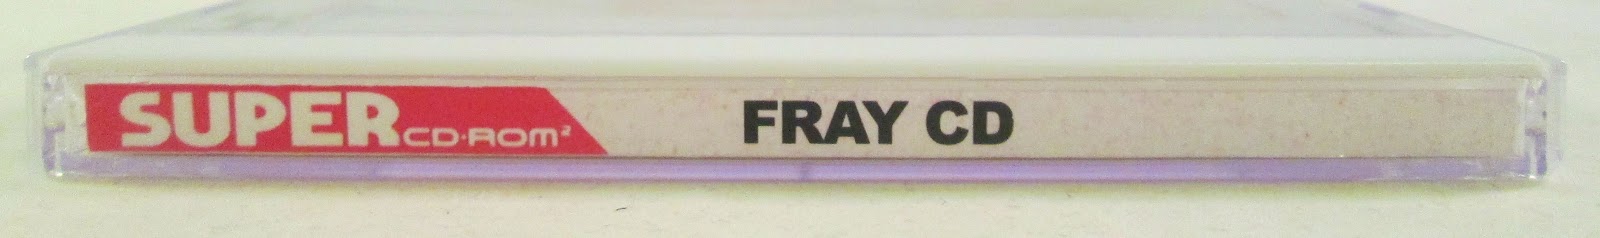 SUPER CD-ROM² FRAY CD